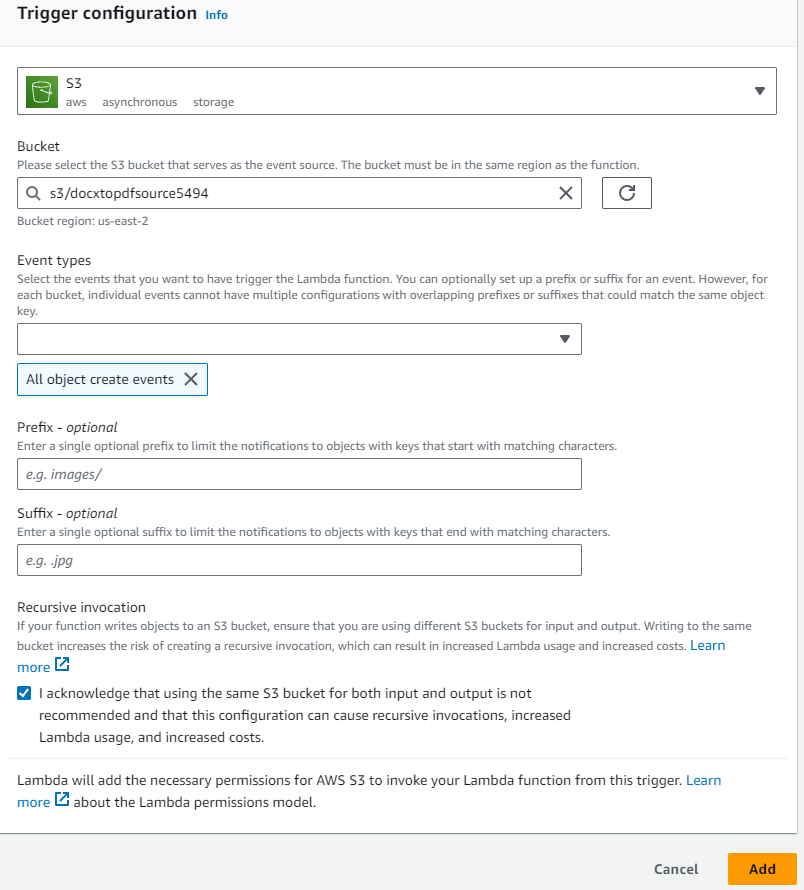 Trigger configuration Info
S3
aws asynchronous storage
Bucket
Please select the S3 bucket that serves as the event source. The bucket must be in the same region as the function.
s3/docxtopdfsource5494
Bucket region: us-east-2
Event types
Select the events that you want to have trigger the Lambda function. You can optionally set up a prefix or suffix for an event. However, for
each bucket, individual events cannot have multiple configurations with overlapping prefixes or suffixes that could match the same object
key.
All object create events
Prefix - optional
Enter a single optional prefix to limit the notifications to objects with keys that start with matching characters.
e.g. images/
Suffix - optional
Enter a single optional suffix to limit the notifications to objects with keys that end with matching characters.
e.g. .jpg
Recursive invocation
If your function writes objects to an S3 bucket, ensure that you are using different S3 buckets for input and output. Writing to the same
bucket increases the risk of creating a recursive invocation, which can result in increased Lambda usage and increased costs. Learn
more
I acknowledge that using the same S3 bucket for both input and output is not
recommended and that this configuration can cause recursive invocations, increased
Lambda usage, and increased costs.
Lambda will add the necessary permissions for AWS S3 to invoke your Lambda function from this trigger. Learn
more about the Lambda permissions model.
Cancel Add